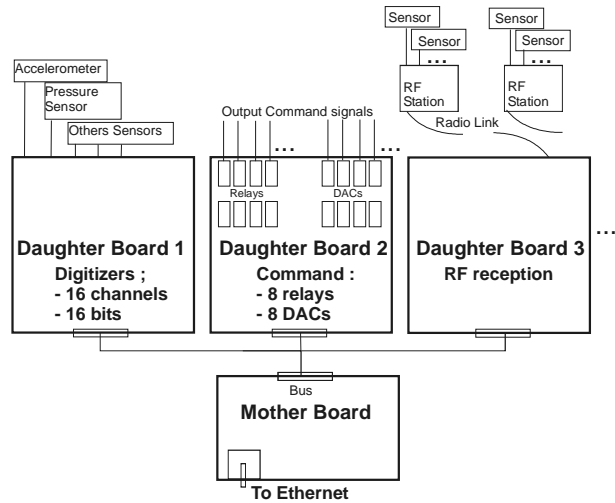 Sensor
Sensor
...
RF
Station
Sensor
Sensor
...
RF
Station
Radio Link
Accelerometer
Pressure
Sensor
Others Sensors
Output Command signals
...
...
Relays
DACs
Daughter Board 1
Digitizers ;
- 16 channels
- 16 bits
Daughter Board 2
Command :
- 8 relays
- 8 DACs
Daughter Board 3
RF reception
...
Bus
Mother Board
To Ethernet